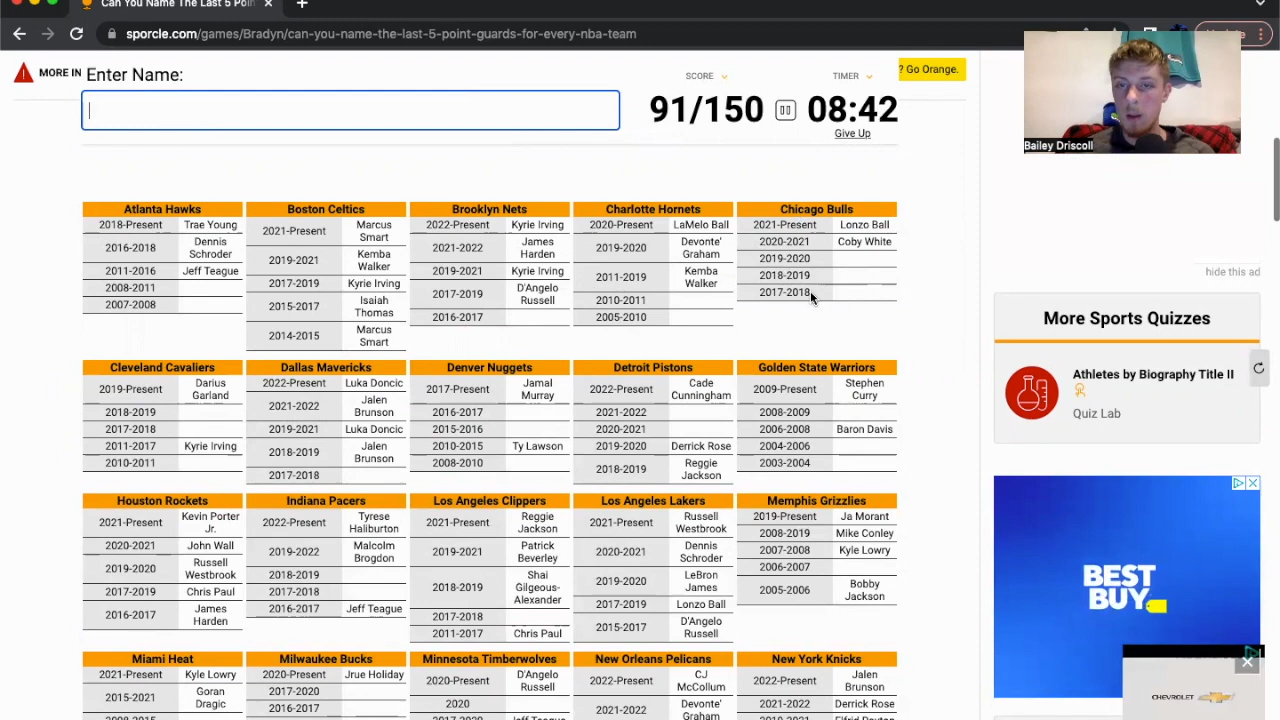 Can You Name The Last 5 Poin
sporcle.com/games/Bradyn/can-you-name-the-last-5-point-guards-for-every-nba-team
MORE IN
Enter Name:
SCORE
TIMER
? Go Orange.
91/150
08:42
Give Up
Bailey Driscoll
Atlanta Hawks
2018-Present Trae Young
2016-2018 Dennis Schroder
2011-2016 Jeff Teague
2008-2011
2007-2008
Boston Celtics
2021-Present Marcus Smart
2019-2021 Kemba Walker
2017-2019 Kyrie Irving
2015-2017 Isaiah Thomas
2014-2015 Marcus Smart
Brooklyn Nets
2022-Present Kyrie Irving
2021-2022 James Harden
2019-2021 Kyrie Irving
2017-2019 D'Angelo Russell
2016-2017
Charlotte Hornets
2020-Present LaMelo Ball
2019-2020 Devonte' Graham
2011-2019 Kemba Walker
2010-2011
2005-2010
Chicago Bulls
2021-Present Lonzo Ball
2020-2021 Coby White
2019-2020
2018-2019
2017-2018
Cleveland Cavaliers
2019-Present Darius Garland
2018-2019
2017-2018
2011-2017 Kyrie Irving
2010-2011
Dallas Mavericks
2022-Present Luka Doncic
2021-2022 Jalen Brunson
2019-2021 Luka Doncic
2018-2019 Jalen Brunson
2017-2018
Denver Nuggets
2017-Present Jamal Murray
2016-2017
2015-2016
2010-2015 Ty Lawson
2008-2010
Detroit Pistons
2022-Present Cade Cunningham
2021-2022
2020-2021
2019-2020 Derrick Rose
2018-2019 Reggie Jackson
Golden State Warriors
2009-Present Stephen Curry
2008-2009
2006-2008 Baron Davis
2004-2006
2003-2004
Houston Rockets
2021-Present Kevin Porter Jr.
2020-2021 John Wall
2019-2020 Russell Westbrook
2017-2019 Chris Paul
2016-2017 James Harden
Indiana Pacers
2022-Present Tyrese Haliburton
2019-2022 Malcolm Brogdon
2018-2019
2017-2018
2016-2017 Jeff Teague
Los Angeles Clippers
2021-Present Reggie Jackson
2019-2021 Patrick Beverley
2018-2019 Shai Gilgeous-Alexander
2017-2018
2011-2017 Chris Paul
Los Angeles Lakers
2021-Present Russell Westbrook
2020-2021 Dennis Schroder
2019-2020 LeBron James
2017-2019 Lonzo Ball
2015-2017 D'Angelo Russell
Memphis Grizzlies
2019-Present Ja Morant
2008-2019 Mike Conley
2007-2008 Kyle Lowry
2006-2007
2005-2006 Bobby Jackson
Miami Heat
2021-Present Kyle Lowry
2015-2021 Goran Dragic
Milwaukee Bucks
2020-Present Jrue Holiday
2017-2020
2016-2017
Minnesota Timberwolves
2020-Present D'Angelo Russell
2020
New Orleans Pelicans
2022-Present CJ McCollum
2021-2022 Devonte' Graham
New York Knicks
2022-Present Jalen Brunson
2021-2022 Derrick Rose
hide this ad
More Sports Quizzes
Athletes by Biography Title II
Quiz Lab
BEST BUY
CHEVROLET